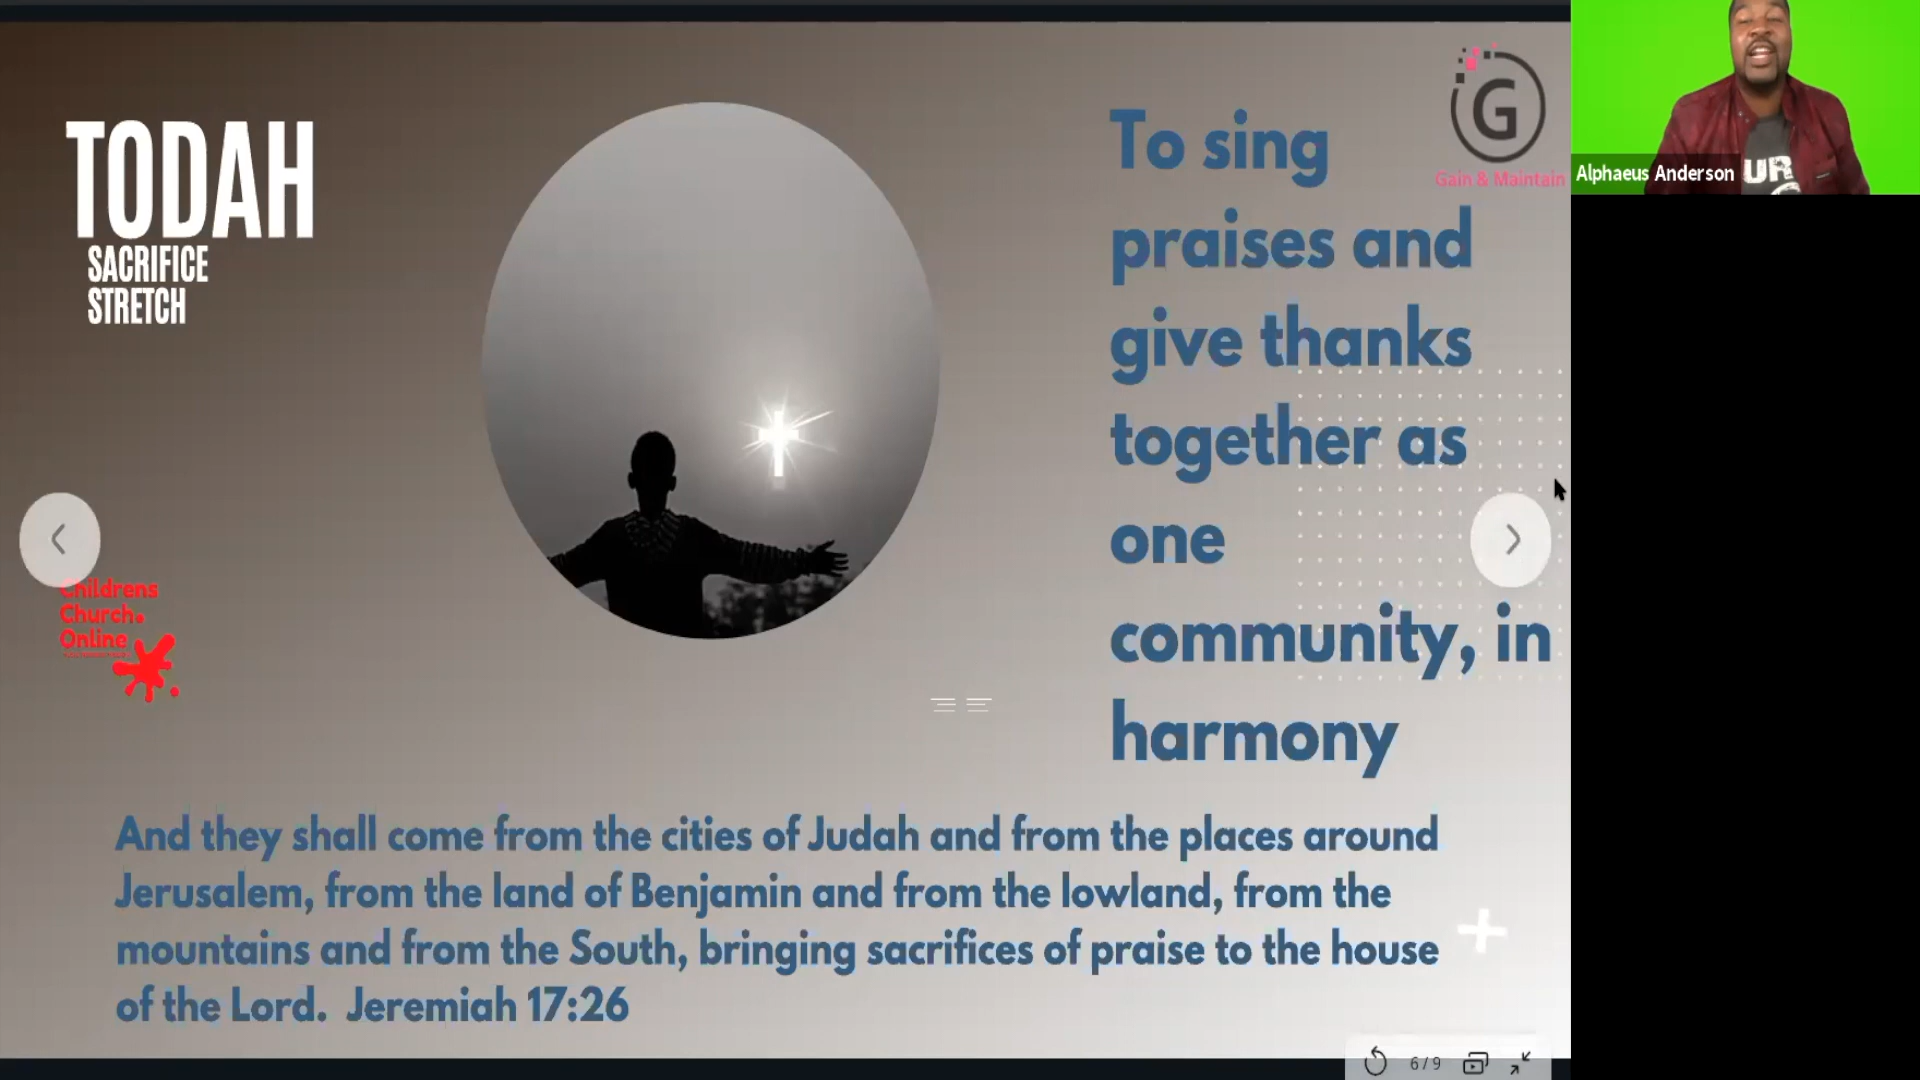 TODAH
SACRIFICE
STRETCH
To sing
praises and
give thanks
together as
one
community, in
harmony
G
Gain & Maintain
Alphaeus Anderson
UR
Childrens
Church.
Online
And they shall come from the cities of Judah and from the places around
Jerusalem, from the land of Benjamin and from the lowland, from the
mountains and from the South, bringing sacrifices of praise to the house
of the Lord. Jeremiah 17:26
6/9